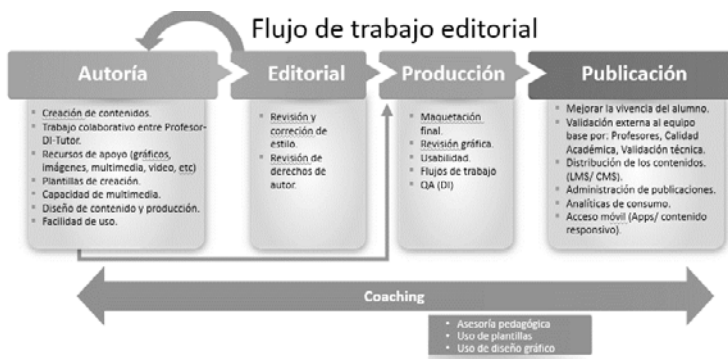 Flujo de trabajo editorial
Autoría
Creación de contenidos.
Trabajo colaborativo entre Profesor-
DI-Tutor.
Recursos de apoyo (gráficos,
imágenes, multimedia, video, etc)
Plantillas de creación.
Capacidad de multimedia.
Diseño de contenido y producción.
Facilidad de uso.
Editorial
Revisión y
correción de
estilo.
Revisión de
derechos de
autor.
Producción
Maquetación
final.
Revisión gráfica.
Usabilidad.
Flujos de trabajo
QA (DI)
Publicación
Mejorar la vivencia del alumno.
Validación externa al equipo
base por: Profesores, Calidad
Académica, Validación técnica.
Distribución de los contenidos.
(LMS/ CMS).
Administración de publicaciones.
Analíticas de consumo.
Acceso móvil (Apps/ contenido
responsivo).
Coaching
Asesoría pedagógica
Uso de plantillas
Uso de diseño gráfico